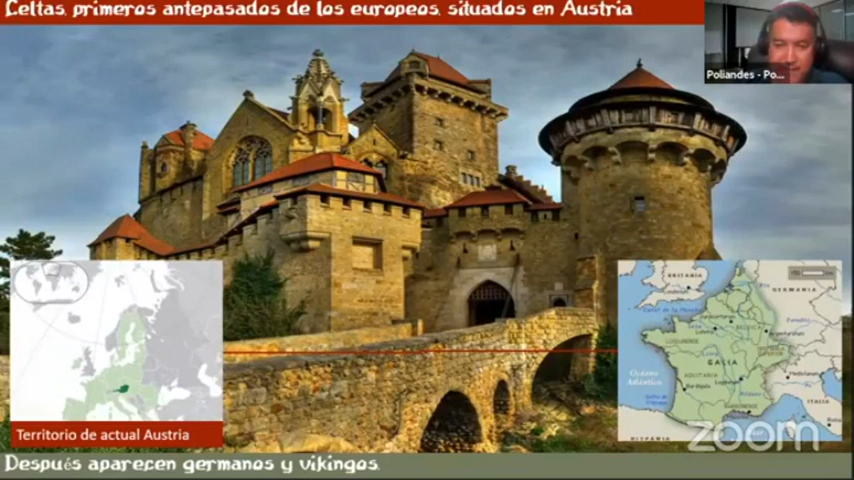 Celtas, primeros antepasados de los europeos, situados en Austria
Poliandes - Po...
BRITANIA
GERMANIA
GALIA
AQUITANIA
Océano
Atlántico
ITALIA
HISPANIA
Territorio de actual Austria
zoom
Después aparecen germanos y vikingos.